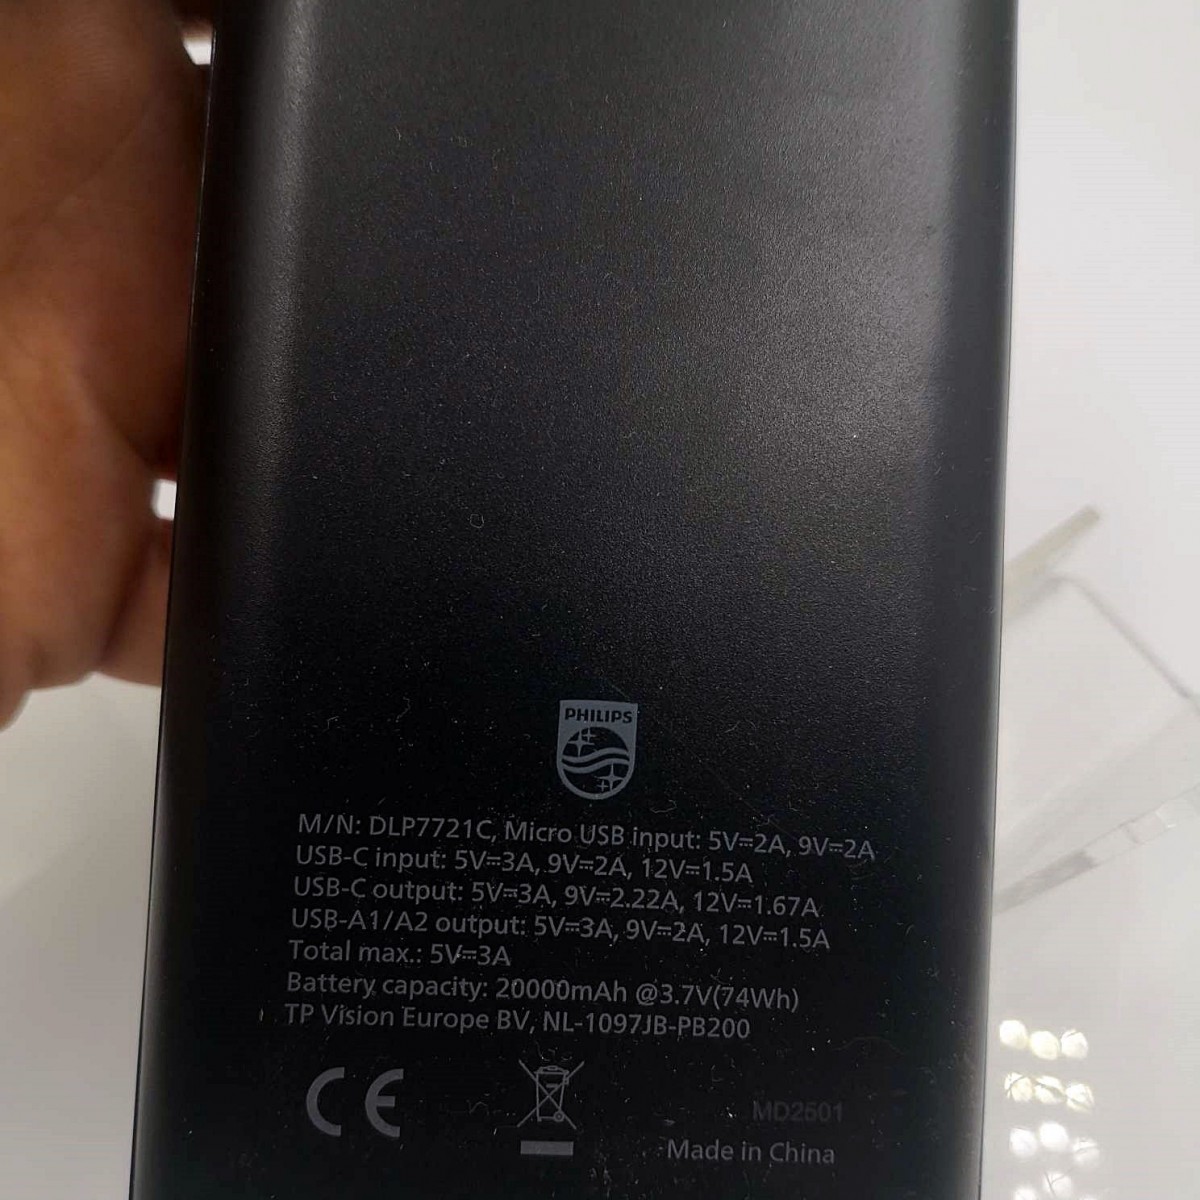 PHILIPS
M/N: DLP7721C, Micro USB input: 5V⎓2A, 9V⎓2A
USB-C input: 5V⎓3A, 9V⎓2A, 12V⎓1.5A
USB-C output: 5V⎓3A, 9V⎓2.22A, 12V⎓1.67A
USB-A1/A2 output: 5V⎓3A, 9V⎓2A, 12V⎓1.5A
Total max.: 5V⎓3A
Battery capacity: 20000mAh @3.7V(74Wh)
TP Vision Europe BV, NL-1097JB-PB200
CE
MD2501
Made in China